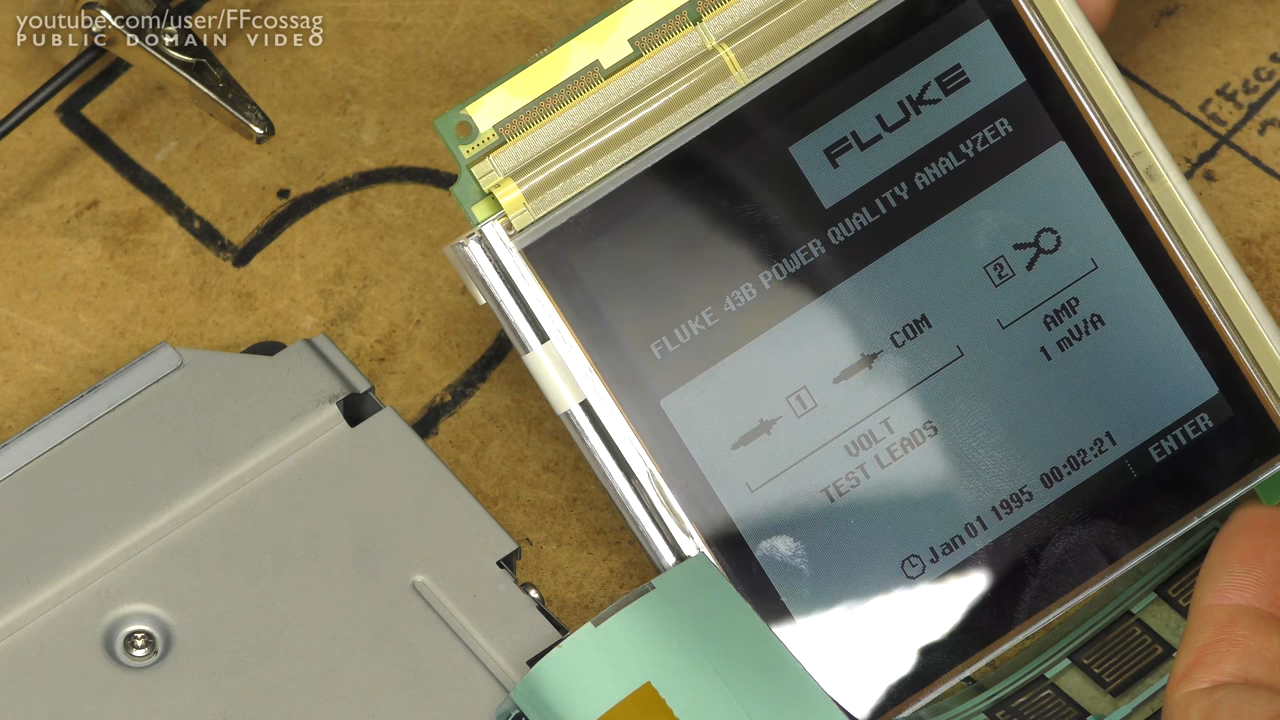 youtube.com/user/FFcossag
PUBLIC DOMAIN VIDEO
FLUKE
FLUKE 43B POWER QUALITY ANALYZER
1
COM
2
VOLT
TEST LEADS
AMP
1 mV/A
Jan 01 1995 00:02:21
ENTER